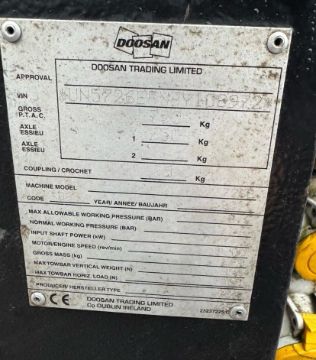 DOOSAN
DOOSAN TRADING LIMITED
APPROVAL
VIN
GROSS
P.T.A.C. Kg
AXLE
ESSIEU 1 Kg
AXLE
ESSIEU 2 Kg
COUPLING / CROCHET Kg
MACHINE MODEL
CODE YEAR/ ANNEE/ BAUJAHR
MAX ALLOWABLE WORKING PRESSURE (BAR)
NORMAL WORKING PRESSURE (BAR)
INPUT SHAFT POWER (kW)
MOTOR/ENGINE SPEED (rev/min)
GROSS MASS (kg)
MAX TOWBAR VERTICAL WEIGHT (N)
MAX TOWBAR HORIZ. LOAD (N)
PRODUCER/ HERSTELLER TYPE
CE DOOSAN TRADING LIMITED
Co DUBLIN IRELAND